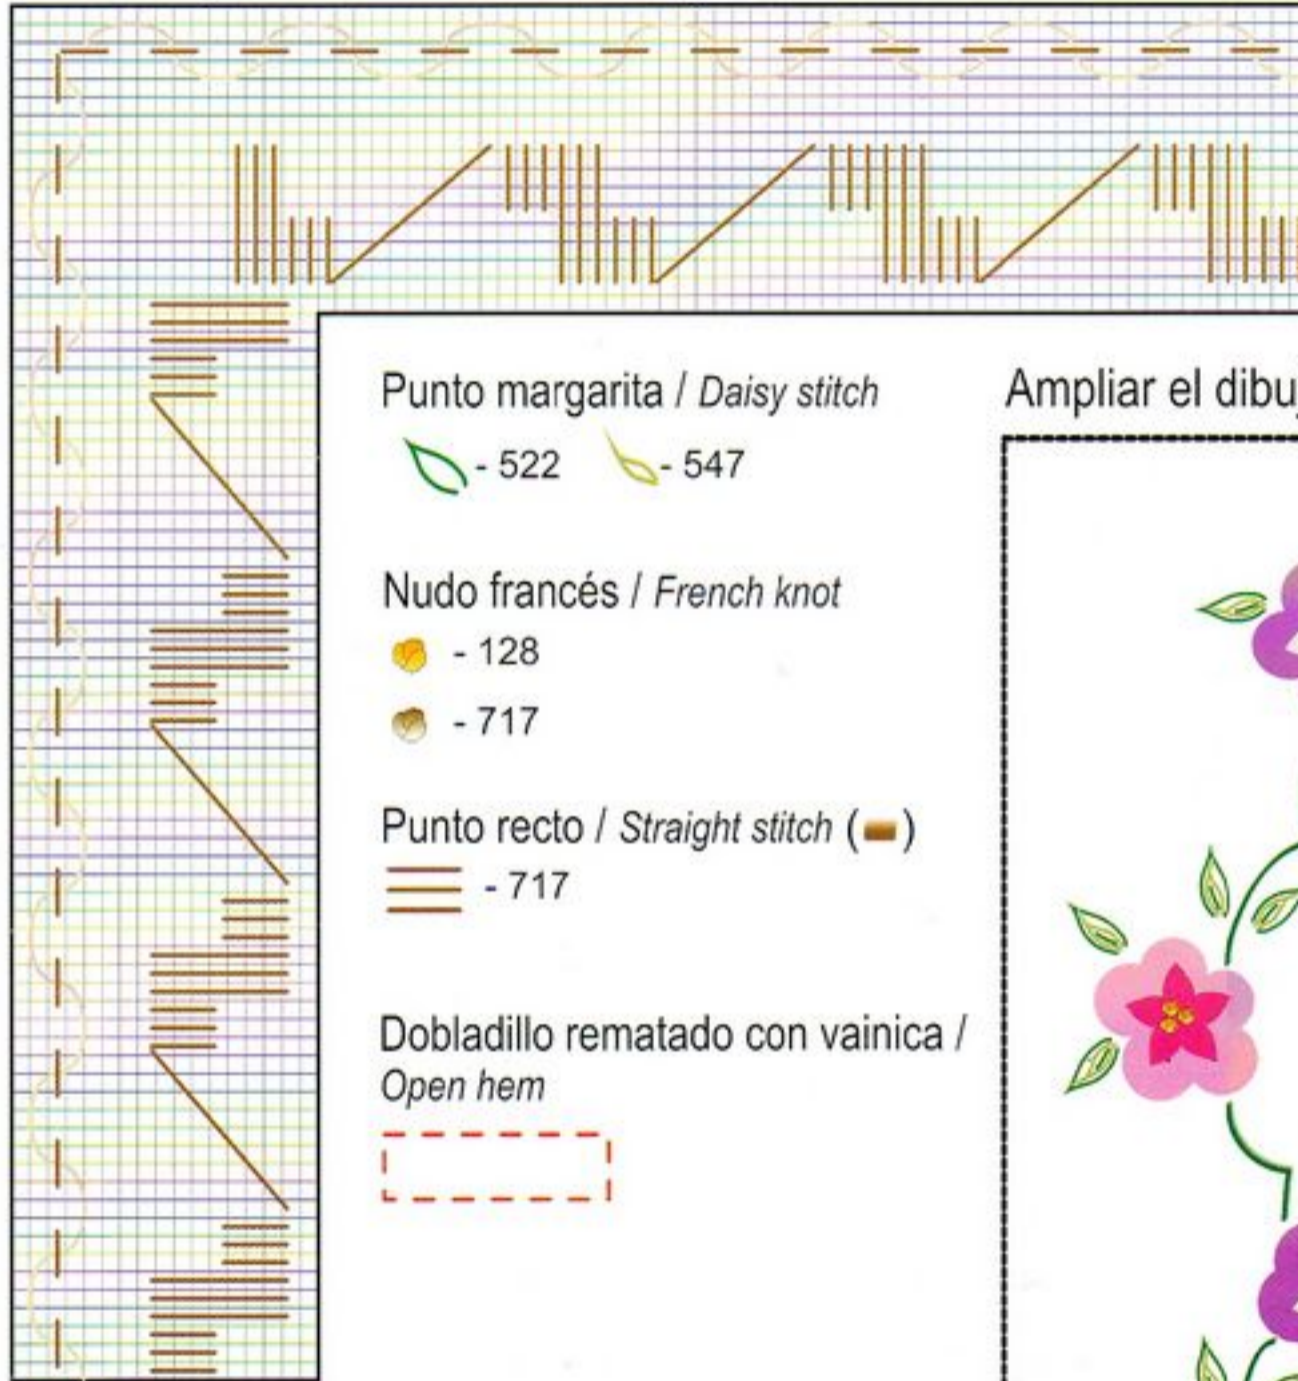 Punto margarita / Daisy stitch
- 522 - 547
Nudo francés / French knot
- 128
- 717
Punto recto / Straight stitch ( )
- 717
Dobladillo rematado con vainica /
Open hem
Ampliar el